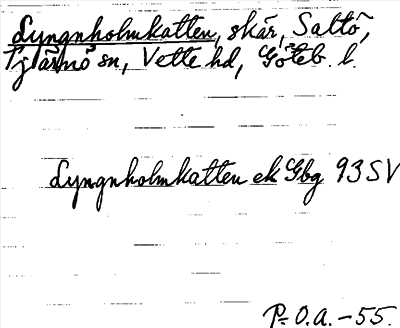 Lyngnholmkatten, skär, Saltö,
Tjärnö sn, Vette hd, Göteb. l.
Lyngnholmkatten ek Gbg 93 SV
P.O.A. -55.